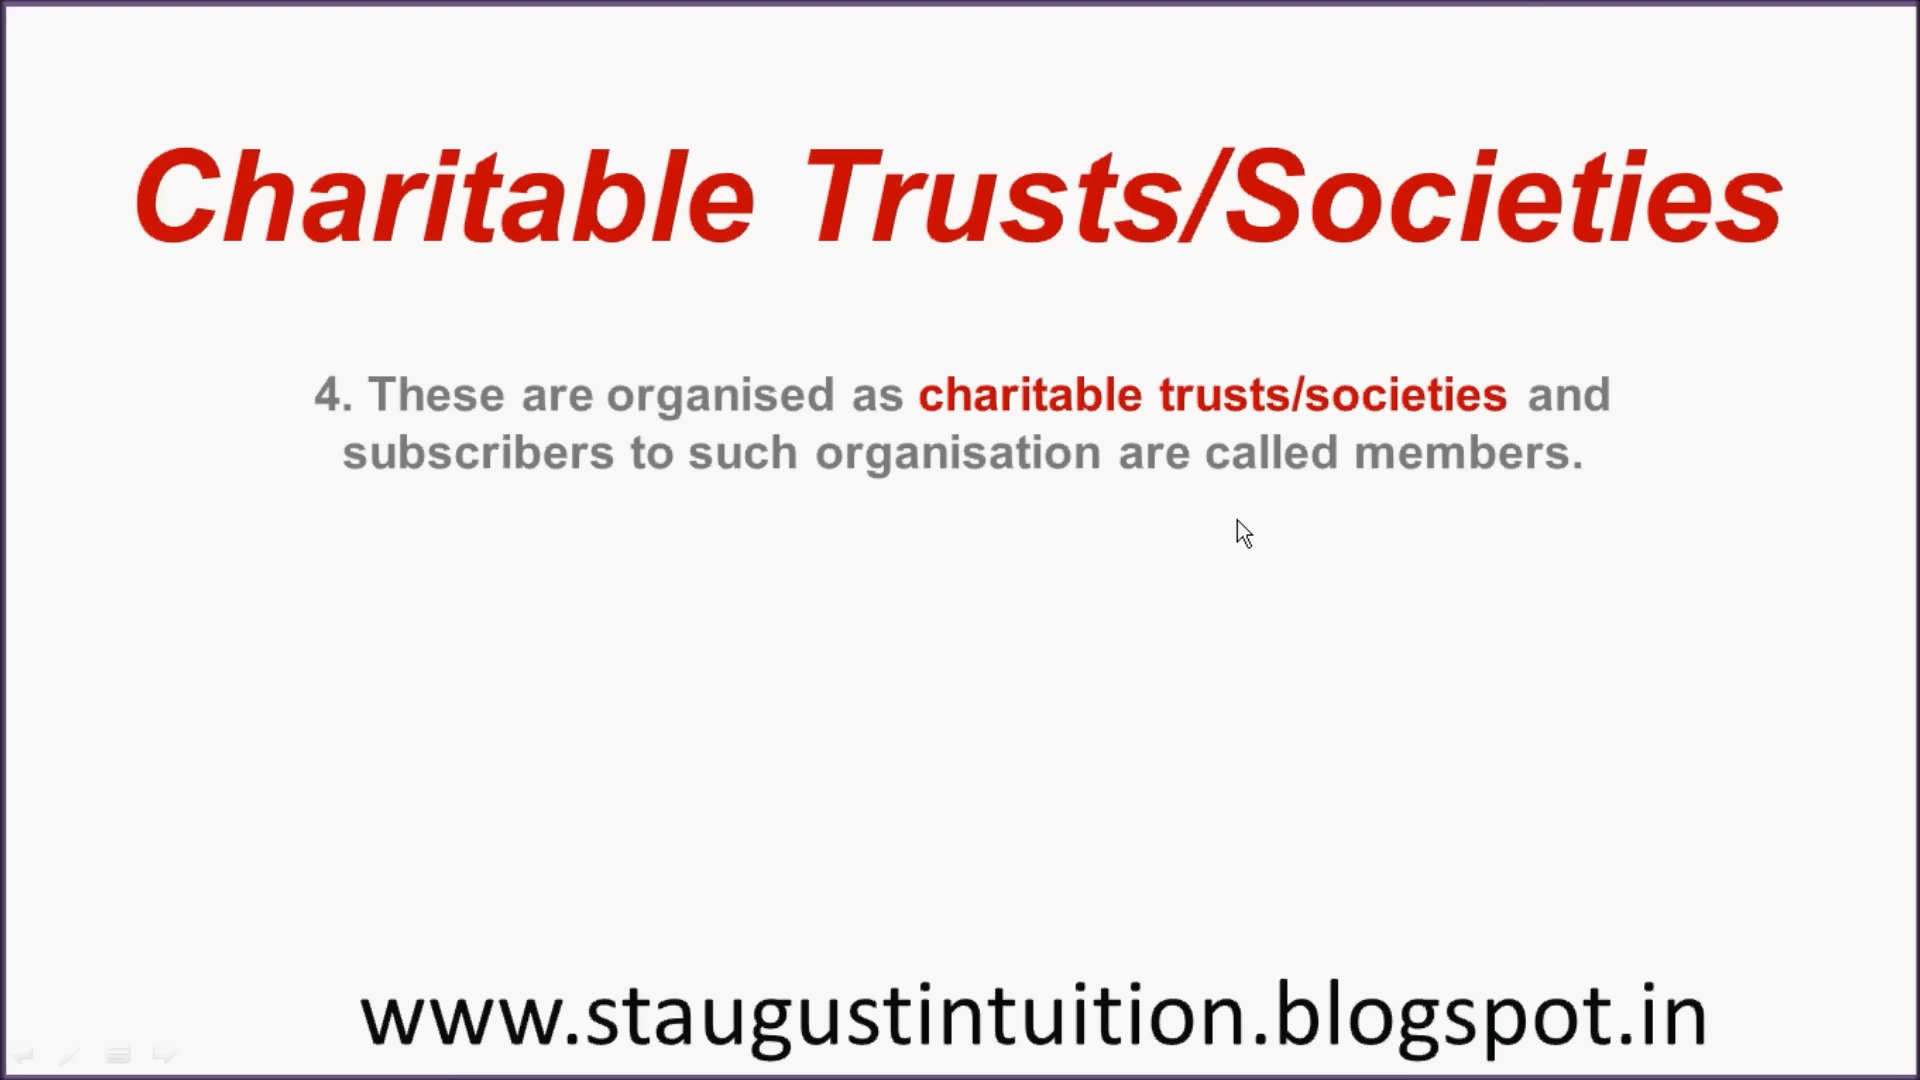 Charitable Trusts/Societies
4. These are organised as charitable trusts/societies and
subscribers to such organisation are called members.
www.staugustintuition.blogspot.in